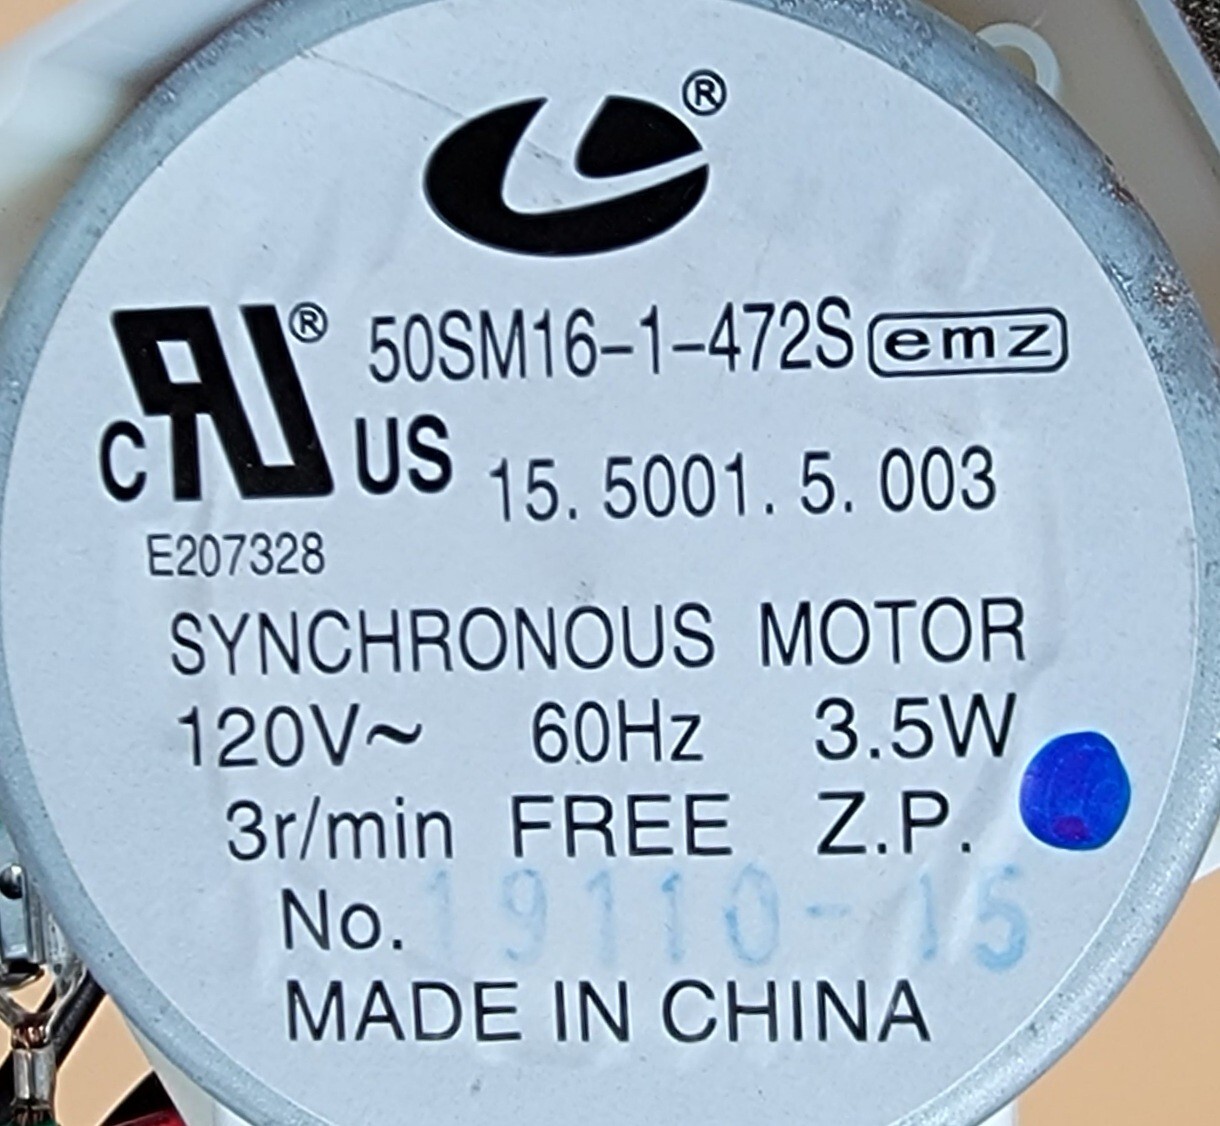 ®
® 50SM16-1-472S emz
c RU US 15.5001.5.003
E207328
SYNCHRONOUS MOTOR
120V~ 60Hz 3.5W
3r/min FREE Z.P.
No. 19110-15
MADE IN CHINA